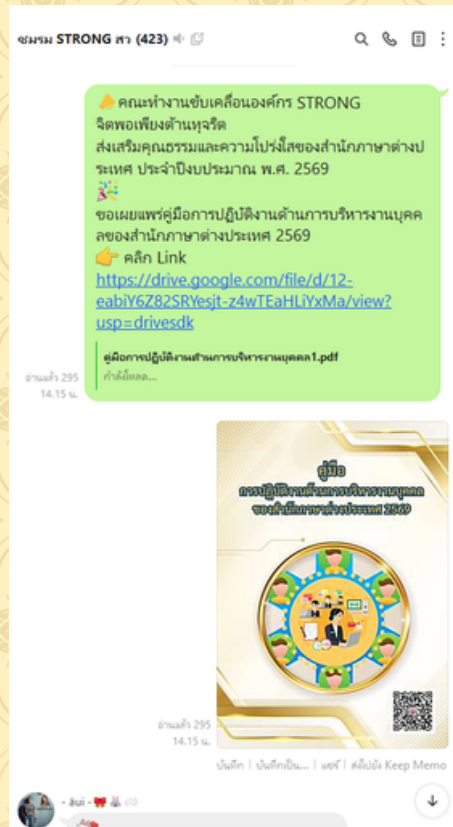 ชมรม STRONG สว (423)
คณะทำงานขับเคลื่อนองค์กร STRONG
จิตพอเพียงต้านทุจริต
ส่งเสริมคุณธรรมและความโปร่งใสของสำนักภาษาต่างป
ระเทศ ประจำปีงบประมาณ พ.ศ. 2569
ขอเผยแพร่คู่มือการปฏิบัติงานด้านการบริหารงานบุคค
ลของสำนักภาษาต่างประเทศ 2569
คลิก Link
https://drive.google.com/file/d/12-
eabiY6Z82SRYesjt-z4wTEaHLiYxMa/view?
usp=drivesdk
คู่มือการปฏิบัติงานด้านการบริหารงานบุคคล1.pdf
กำลังโหลด...
อ่านแล้ว 295
14.15 น.
คู่มือ
การปฏิบัติงานด้านการบริหารงานบุคคล
ของสำนักภาษาต่างประเทศ 2569
อ่านแล้ว 295
14.15 น.
บันทึก | บันทึกเป็น... | แชร์ | ส่งไปยัง Keep Memo